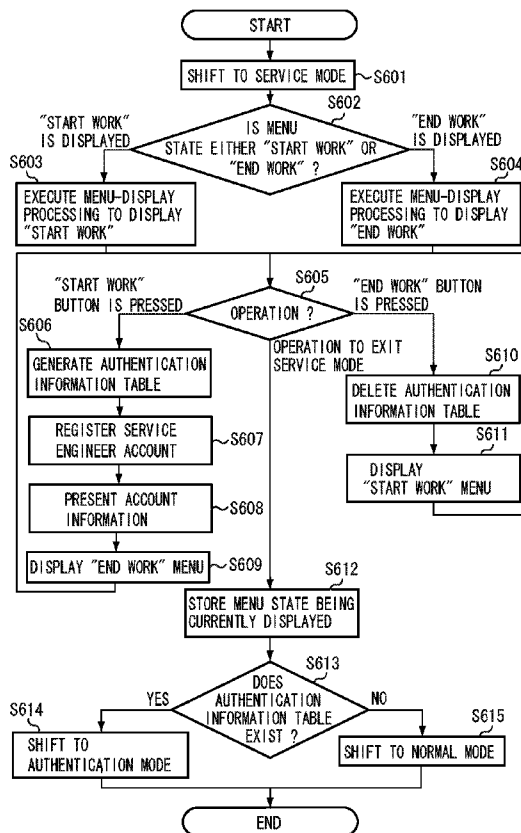 START
SHIFT TO SERVICE MODE
S601
S602
IS MENU
STATE EITHER "START WORK" OR
"END WORK" ?
"START WORK"
IS DISPLAYED
"END WORK"
IS DISPLAYED
S603
EXECUTE MENU-DISPLAY
PROCESSING TO DISPLAY
"START WORK"
S604
EXECUTE MENU-DISPLAY
PROCESSING TO DISPLAY
"END WORK"
S605
OPERATION ?
"START WORK"
BUTTON IS PRESSED
"END WORK" BUTTON
IS PRESSED
OPERATION TO EXIT
SERVICE MODE
S606
GENERATE AUTHENTICATION
INFORMATION TABLE
REGISTER SERVICE
ENGINEER ACCOUNT
S607
PRESENT ACCOUNT
INFORMATION
S608
DISPLAY "END WORK" MENU
S609
S610
DELETE AUTHENTICATION
INFORMATION TABLE
S611
DISPLAY
"START WORK" MENU
S612
STORE MENU STATE BEING
CURRENTLY DISPLAYED
S613
DOES
AUTHENTICATION
INFORMATION TABLE
EXIST ?
YES
NO
S614
SHIFT TO
AUTHENTICATION MODE
S615
SHIFT TO NORMAL MODE
END